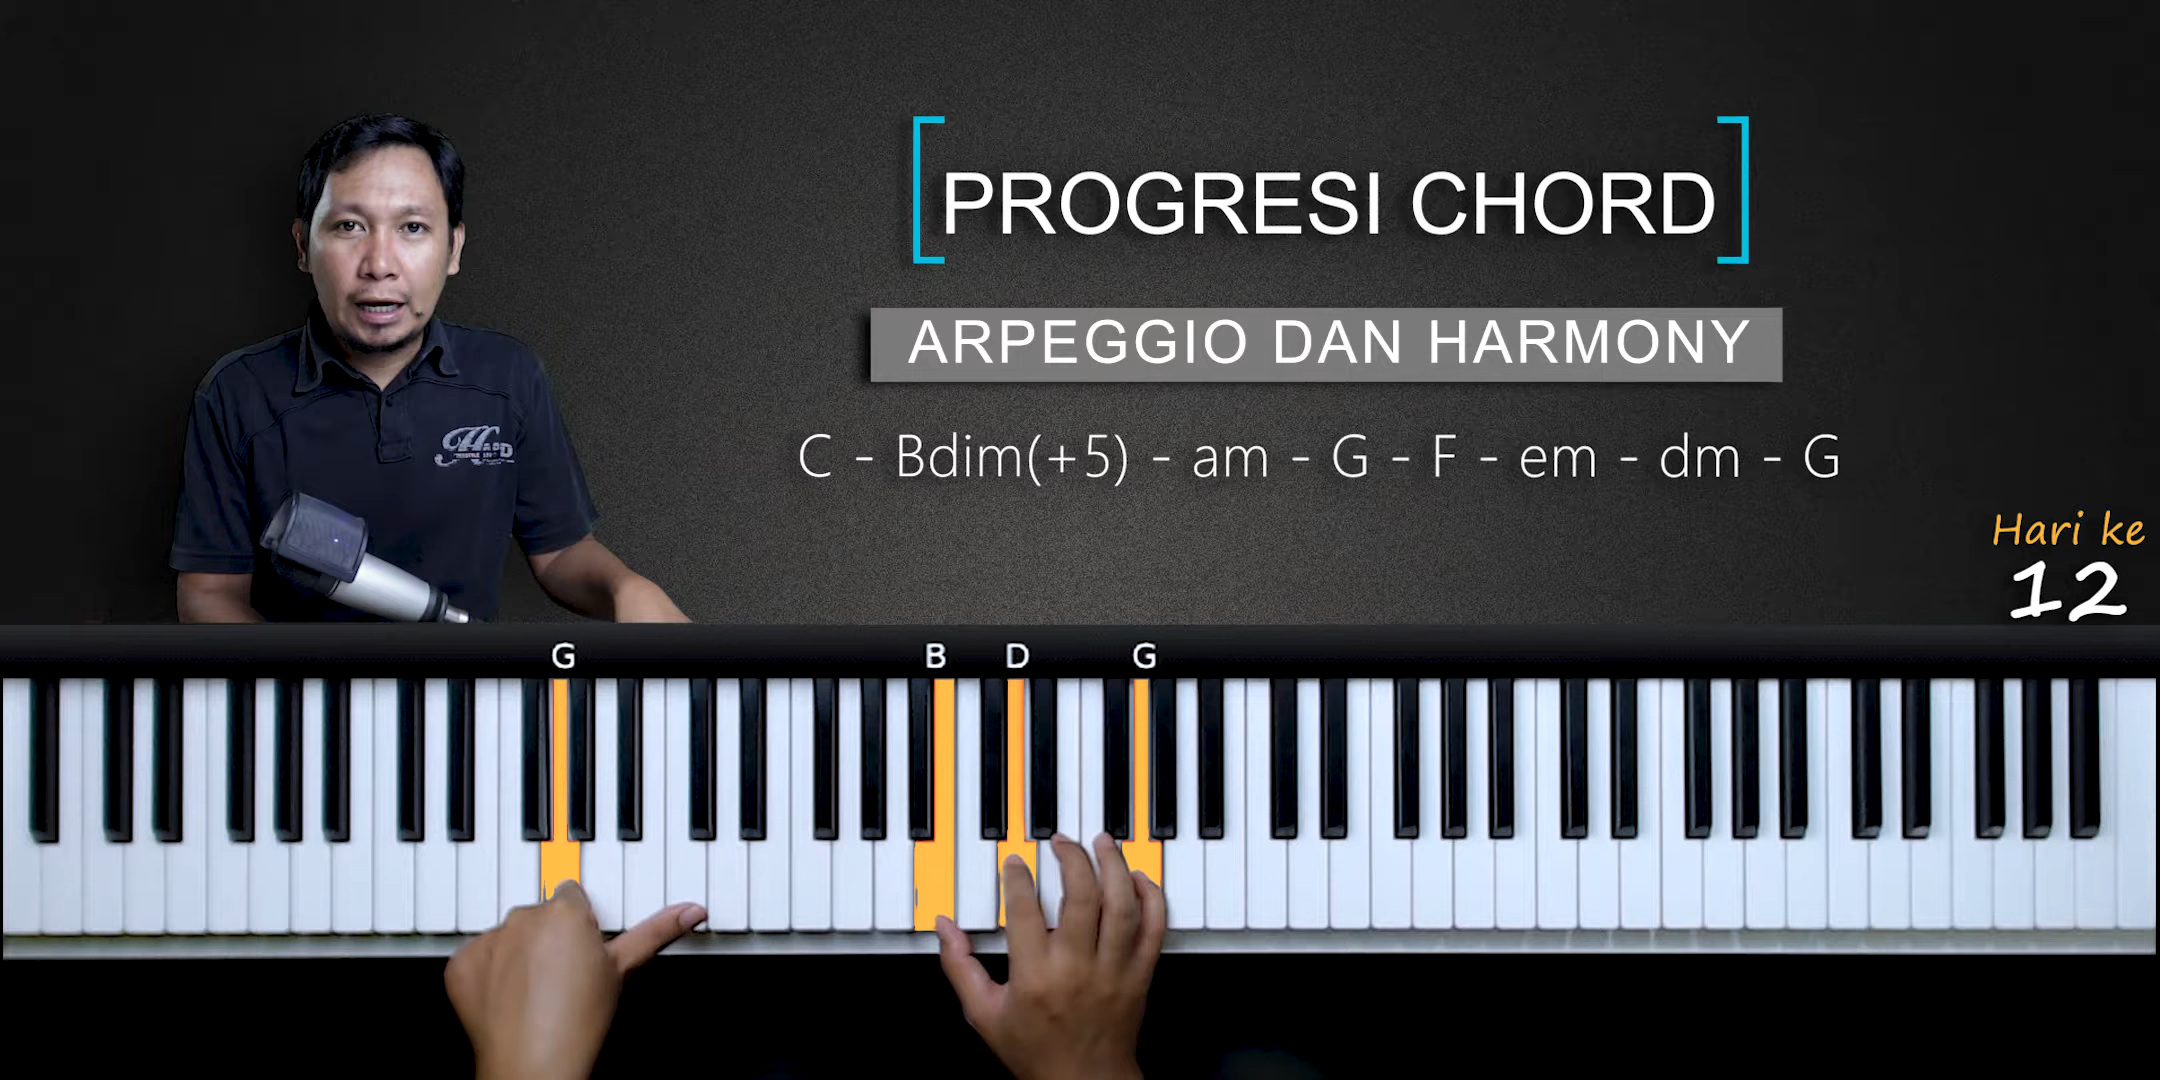 PROGRESI CHORD
ARPEGGIO DAN HARMONY
C - Bdim(+5) - am - G - F - em - dm - G
Hari ke
12
G B D G